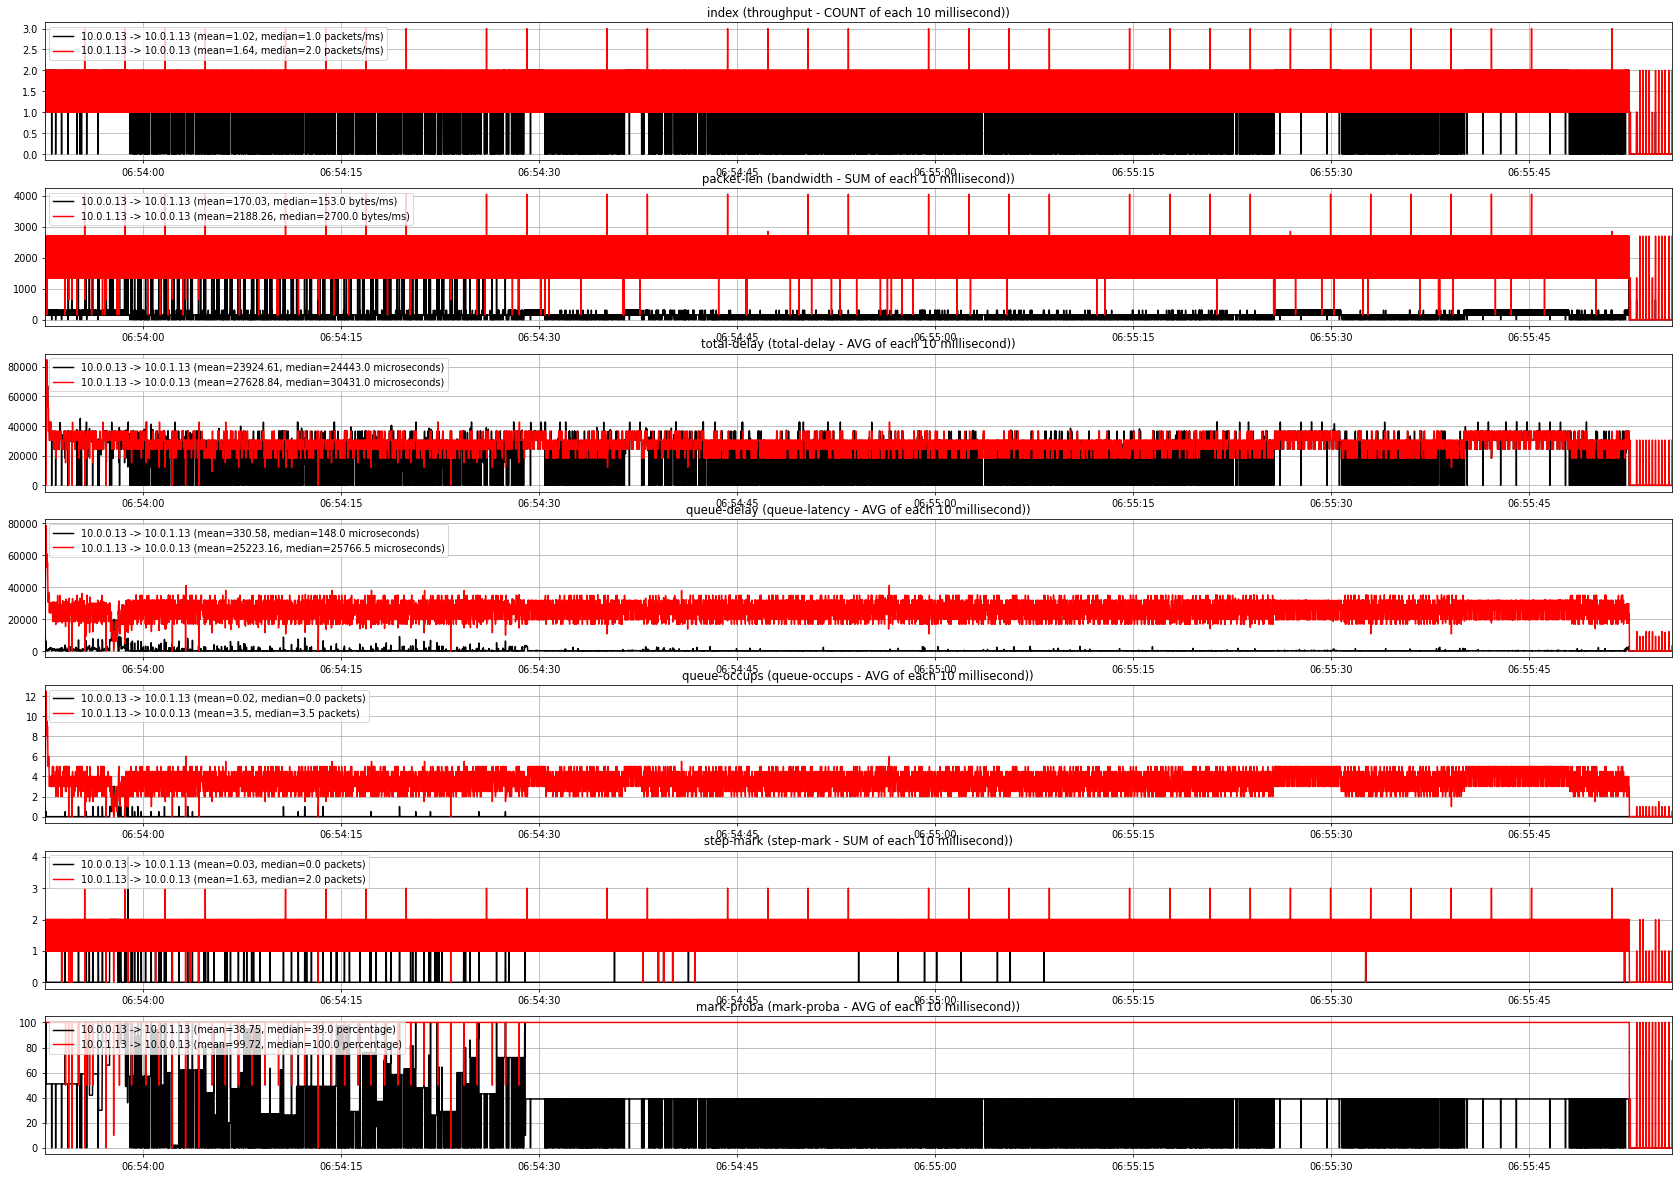 index (throughput - COUNT of each 10 millisecond))
3.0
2.5
2.0
1.5
1.0
0.5
0.0
10.0.0.13 -> 10.0.1.13 (mean=1.02, median=1.0 packets/ms)
10.0.1.13 -> 10.0.0.13 (mean=1.64, median=2.0 packets/ms)
06:54:00 06:54:15 06:54:30 06:54:45 06:55:00 06:55:15 06:55:30 06:55:45
packet-len (bandwidth - SUM of each 10 millisecond))
4000
3000
2000
1000
0
10.0.0.13 -> 10.0.1.13 (mean=170.03, median=153.0 bytes/ms)
10.0.1.13 -> 10.0.0.13 (mean=2188.26, median=2700.0 bytes/ms)
06:54:00 06:54:15 06:54:30 06:54:45 06:55:00 06:55:15 06:55:30 06:55:45
total-delay (total-delay - AVG of each 10 millisecond))
80000
60000
40000
20000
0
10.0.0.13 -> 10.0.1.13 (mean=23924.61, median=24443.0 microseconds)
10.0.1.13 -> 10.0.0.13 (mean=27628.84, median=30431.0 microseconds)
06:54:00 06:54:15 06:54:30 06:54:45 06:55:00 06:55:15 06:55:30 06:55:45
queue-delay (queue-latency - AVG of each 10 millisecond))
80000
60000
40000
20000
0
10.0.0.13 -> 10.0.1.13 (mean=330.58, median=148.0 microseconds)
10.0.1.13 -> 10.0.0.13 (mean=25223.16, median=25766.5 microseconds)
06:54:00 06:54:15 06:54:30 06:54:45 06:55:00 06:55:15 06:55:30 06:55:45
queue-occups (queue-occups - AVG of each 10 millisecond))
12
10
8
6
4
2
0
10.0.0.13 -> 10.0.1.13 (mean=0.02, median=0.0 packets)
10.0.1.13 -> 10.0.0.13 (mean=3.5, median=3.5 packets)
06:54:00 06:54:15 06:54:30 06:54:45 06:55:00 06:55:15 06:55:30 06:55:45
step-mark (step-mark - SUM of each 10 millisecond))
4
3
2
1
0
10.0.0.13 -> 10.0.1.13 (mean=0.03, median=0.0 packets)
10.0.1.13 -> 10.0.0.13 (mean=1.63, median=2.0 packets)
06:54:00 06:54:15 06:54:30 06:54:45 06:55:00 06:55:15 06:55:30 06:55:45
mark-proba (mark-proba - AVG of each 10 millisecond))
100
80
60
40
20
0
10.0.0.13 -> 10.0.1.13 (mean=38.75, median=39.0 percentage)
10.0.1.13 -> 10.0.0.13 (mean=99.72, median=100.0 percentage)
06:54:00 06:54:15 06:54:30 06:54:45 06:55:00 06:55:15 06:55:30 06:55:45